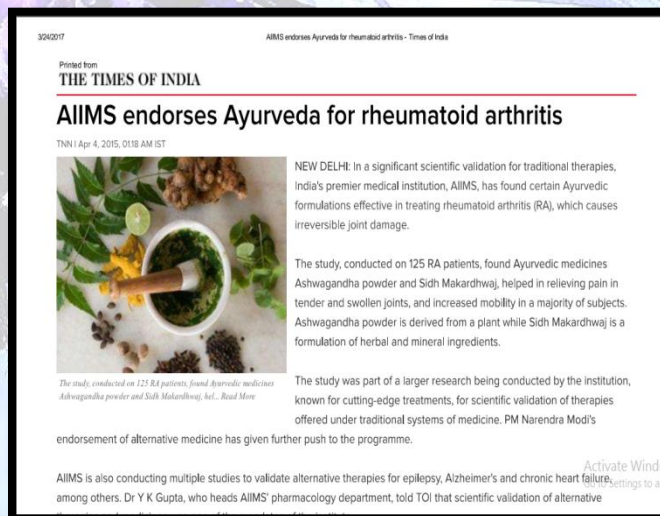 3/24/2017 AIIMS endorses Ayurveda for rheumatoid arthritis - Times of India
Printed from
THE TIMES OF INDIA
AIIMS endorses Ayurveda for rheumatoid arthritis
TNN | Apr 4, 2015, 01.18 AM IST
NEW DELHI: In a significant scientific validation for traditional therapies,
India's premier medical institution, AIIMS, has found certain Ayurvedic
formulations effective in treating rheumatoid arthritis (RA), which causes
irreversible joint damage.
The study, conducted on 125 RA patients, found Ayurvedic medicines
Ashwagandha powder and Sidh Makardhwaj, helped in relieving pain in
tender and swollen joints, and increased mobility in a majority of subjects.
Ashwagandha powder is derived from a plant while Sidh Makardhwaj is a
formulation of herbal and mineral ingredients.
The study, conducted on 125 RA patients, found Ayurvedic medicines
Ashwagandha powder and Sidh Makardhwaj, hel... Read More
The study was part of a larger research being conducted by the institution,
known for cutting-edge treatments, for scientific validation of therapies
offered under traditional systems of medicine. PM Narendra Modi's
endorsement of alternative medicine has given further push to the programme.
Activate Wind
AIIMS is also conducting multiple studies to validate alternative therapies for epilepsy, Alzheimer's and chronic heart failure,
Settings to a
among others. Dr Y K Gupta, who heads AIIMS' pharmacology department, told TOI that scientific validation of alternative